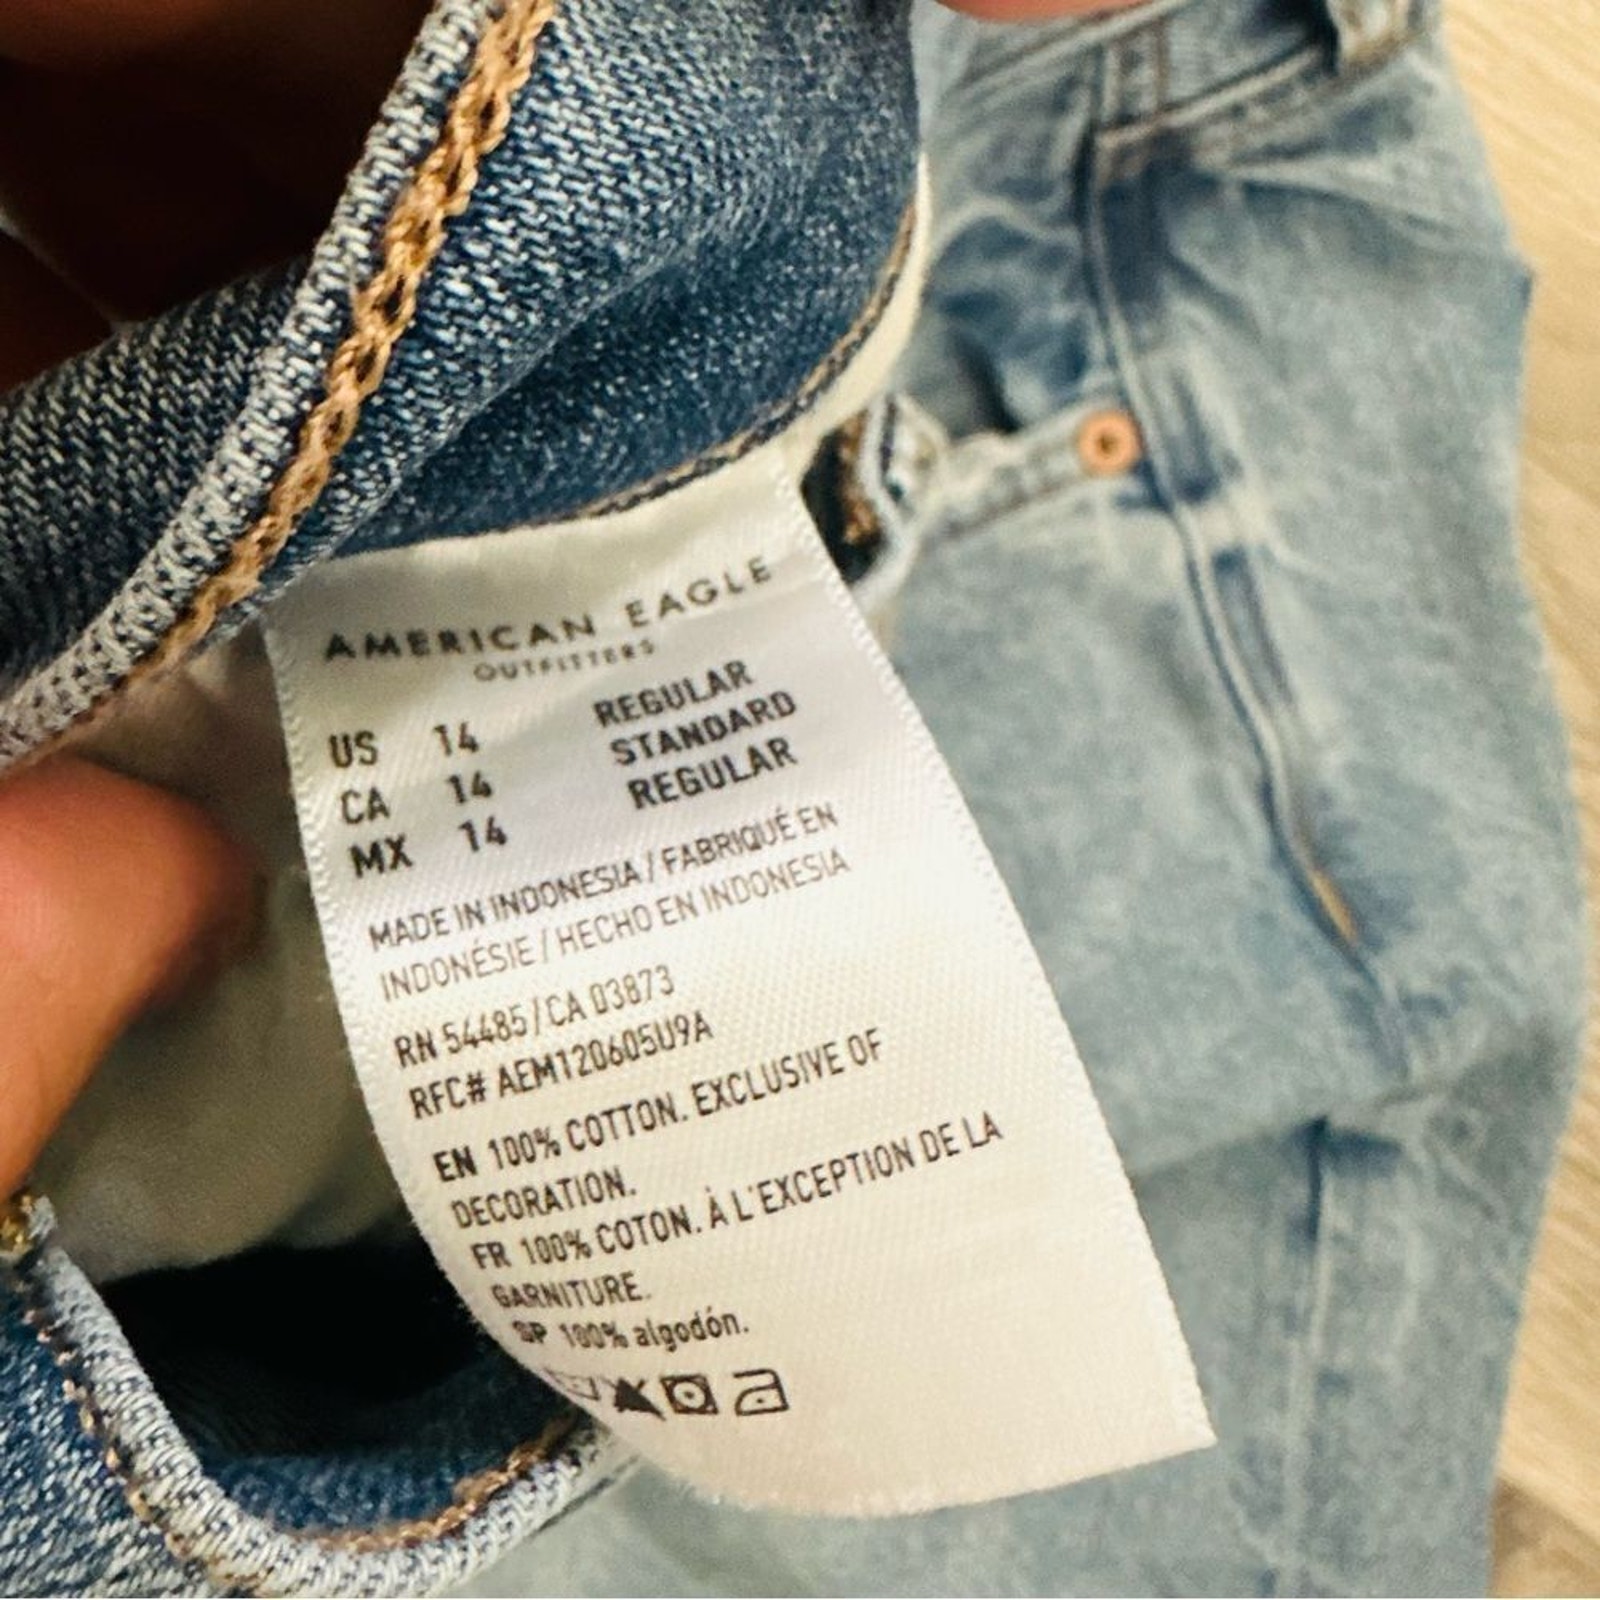 AMERICAN EAGLE
OUTFITTERS
US 14 REGULAR
CA 14 STANDARD
MX 14 REGULAR
MADE IN INDONESIA / FABRIQUÉ EN
INDONÉSIE / HECHO EN INDONESIA
RN 54485 / CA 03873
RFC# AEM120605U9A
EN 100% COTTON. EXCLUSIVE OF
DECORATION.
FR 100% COTON. À L'EXCEPTION DE LA
GARNITURE.
SP 100% algodón.